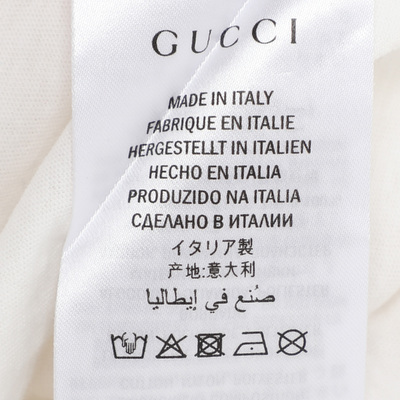 GUCCI
MADE IN ITALY
FABRIQUE EN ITALIE
HERGESTELLT IN ITALIEN
HECHO EN ITALIA
PRODUZIDO NA ITALIA
СДЕЛАНО В ИТАЛИИ
イタリア製
产地:意大利
صُنع في إيطاليا